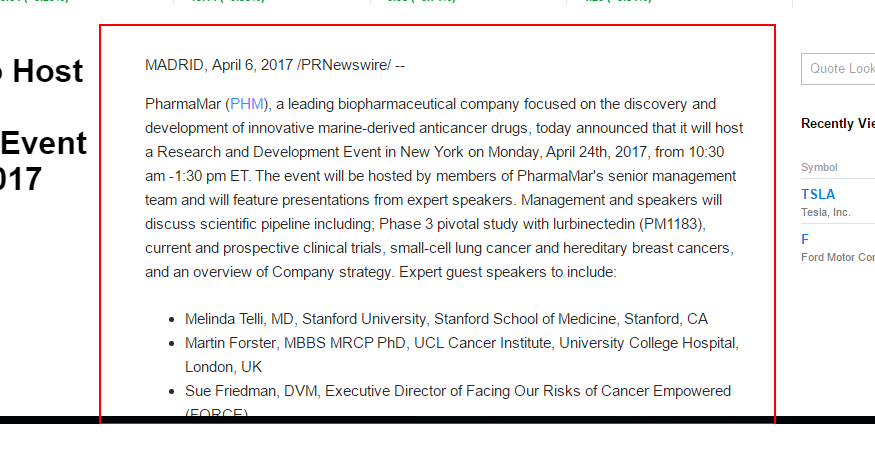 Host
Event
017
MADRID, April 6, 2017 /PRNewswire/ --
PharmaMar (PHM), a leading biopharmaceutical company focused on the discovery and
development of innovative marine-derived anticancer drugs, today announced that it will host
a Research and Development Event in New York on Monday, April 24th, 2017, from 10:30
am -1:30 pm ET. The event will be hosted by members of PharmaMar's senior management
team and will feature presentations from expert speakers. Management and speakers will
discuss scientific pipeline including; Phase 3 pivotal study with lurbinectedin (PM1183),
current and prospective clinical trials, small-cell lung cancer and hereditary breast cancers,
and an overview of Company strategy. Expert guest speakers to include:
• Melinda Telli, MD, Stanford University, Stanford School of Medicine, Stanford, CA
• Martin Forster, MBBS MRCP PhD, UCL Cancer Institute, University College Hospital,
London, UK
• Sue Friedman, DVM, Executive Director of Facing Our Risks of Cancer Empowered
(FORCE)
Quote Look
Recently Vie
Symbol
TSLA
Tesla, Inc.
F
Ford Motor Cor